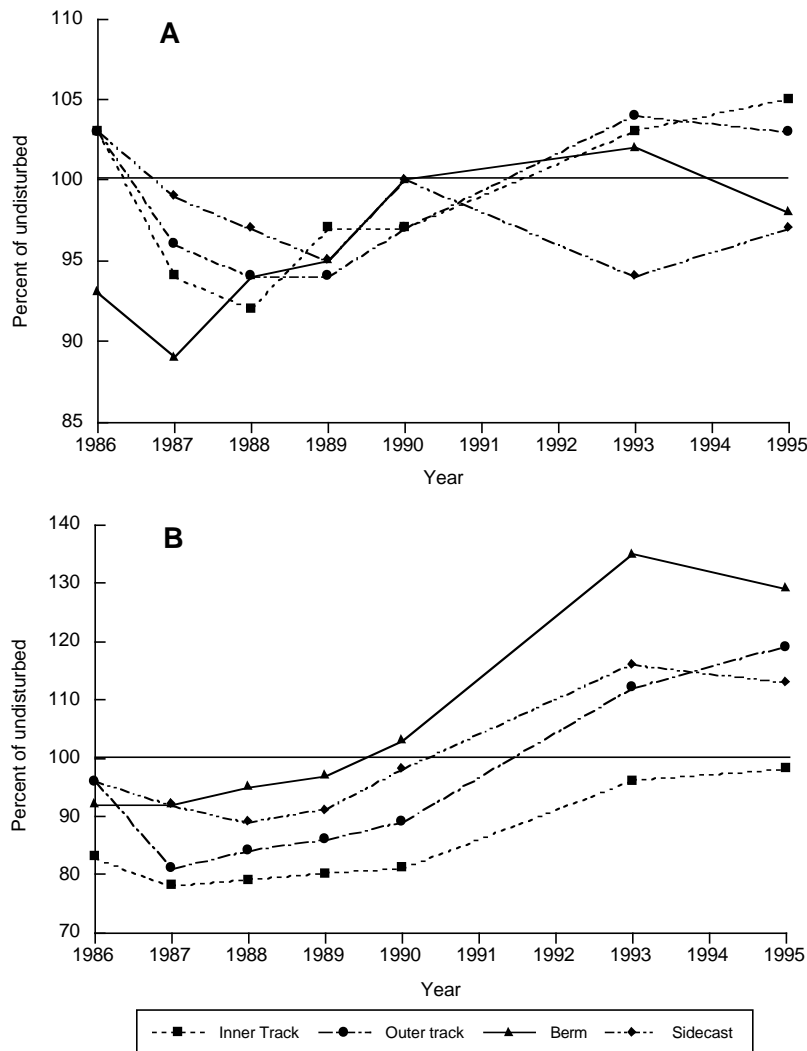 A
110
105
100
95
90
85
Percent of undisturbed
1986 1987 1988 1989 1990 1991 1992 1993 1994 1995
Year
B
140
130
120
110
100
90
80
70
Percent of undisturbed
1986 1987 1988 1989 1990 1991 1992 1993 1994 1995
Year
Inner Track Outer track Berm Sidecast